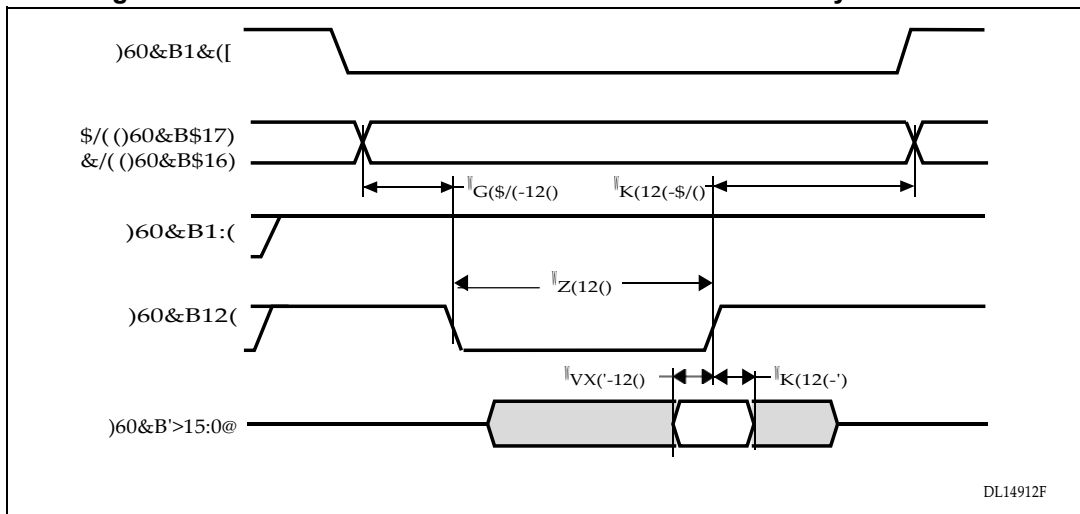 )60&B1&([
$/( ()60&B$17)
&/( ()60&B$16)
G($/(-12()
K(12(-$/()
)60&B1:(
Z(12()
)60&B12(
VX('-12()
K(12(-')
)60&B'>15:0@
DL14912F